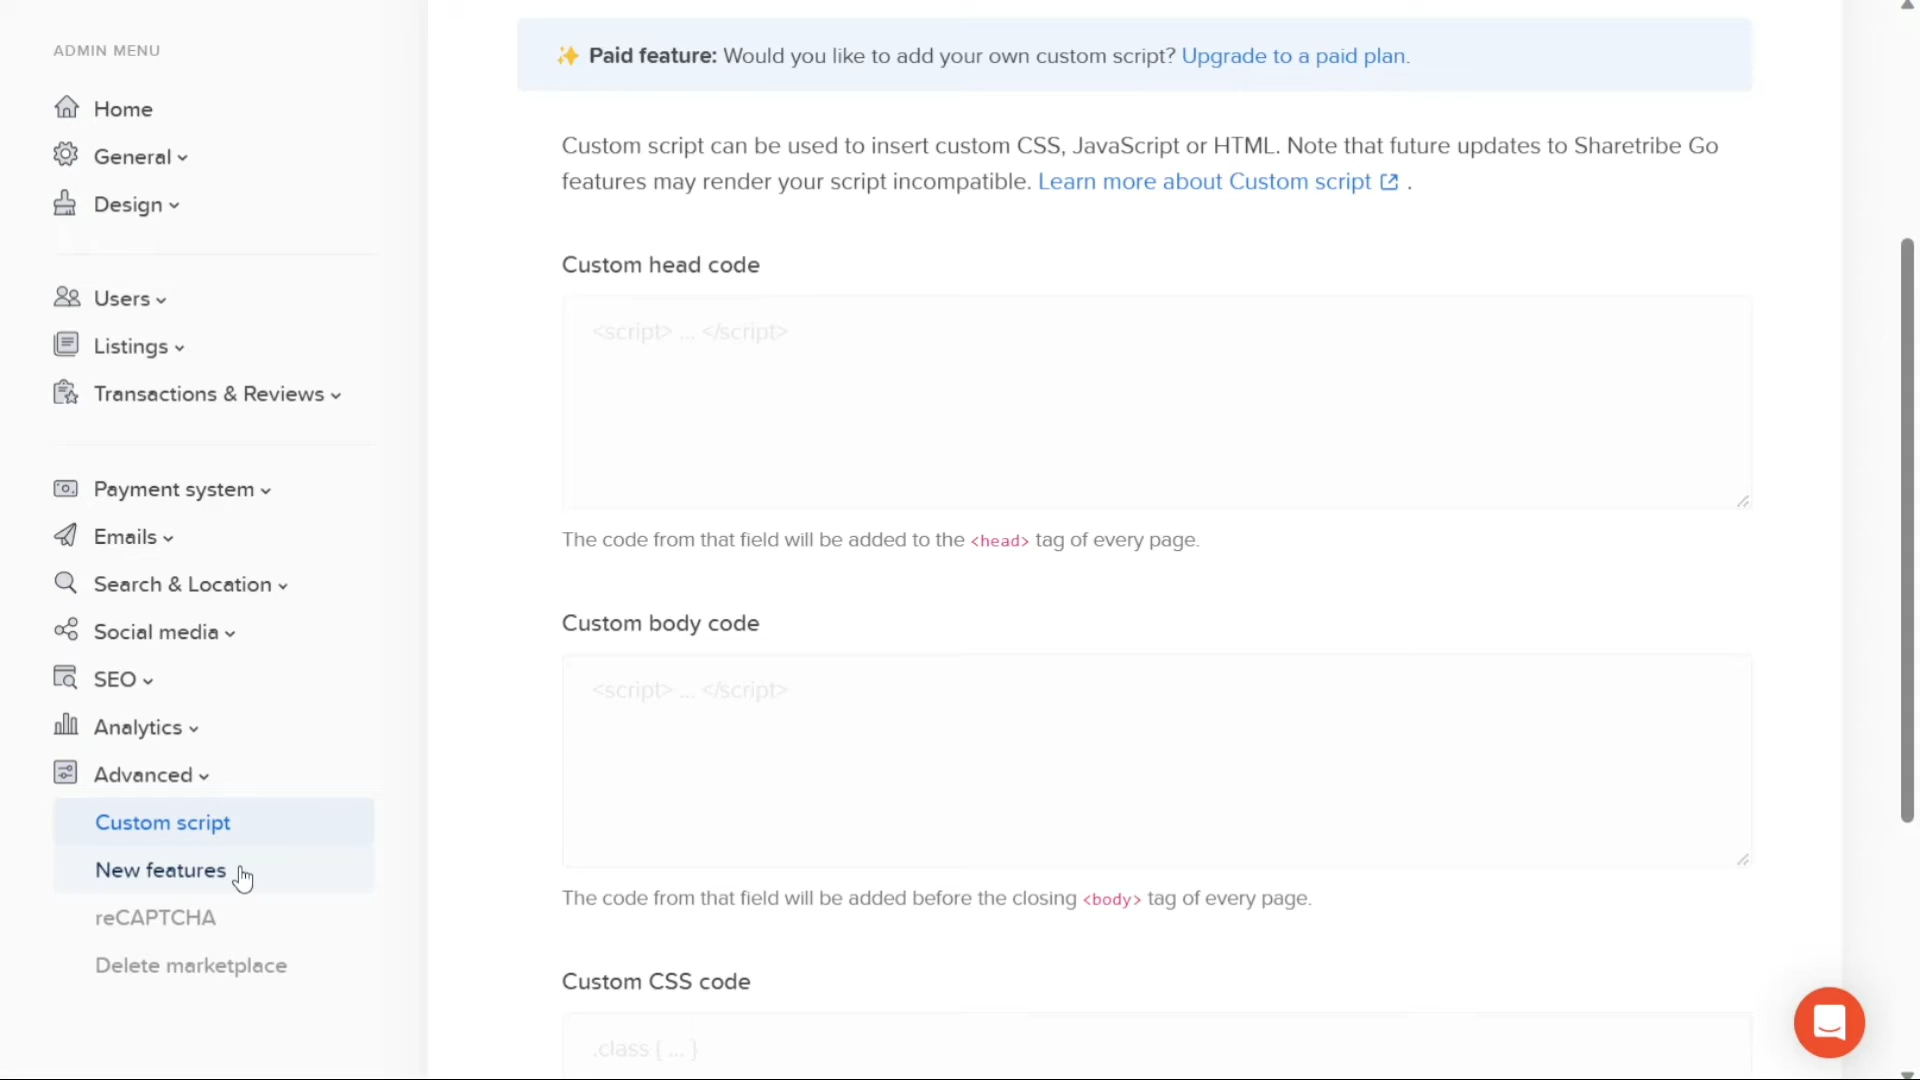 ADMIN MENU
Home
General
Design
Users
Listings
Transactions & Reviews
Payment system
Emails
Search & Location
Social media
SEO
Analytics
Advanced
Custom script
New features
reCAPTCHA
Delete marketplace
✨ Paid feature: Would you like to add your own custom script? Upgrade to a paid plan.
Custom script can be used to insert custom CSS, JavaScript or HTML. Note that future updates to Sharetribe Go
features may render your script incompatible. Learn more about Custom script .
Custom head code
<script> ... </script>
The code from that field will be added to the <head> tag of every page.
Custom body code
<script> ... </script>
The code from that field will be added before the closing <body> tag of every page.
Custom CSS code
.class { ... }